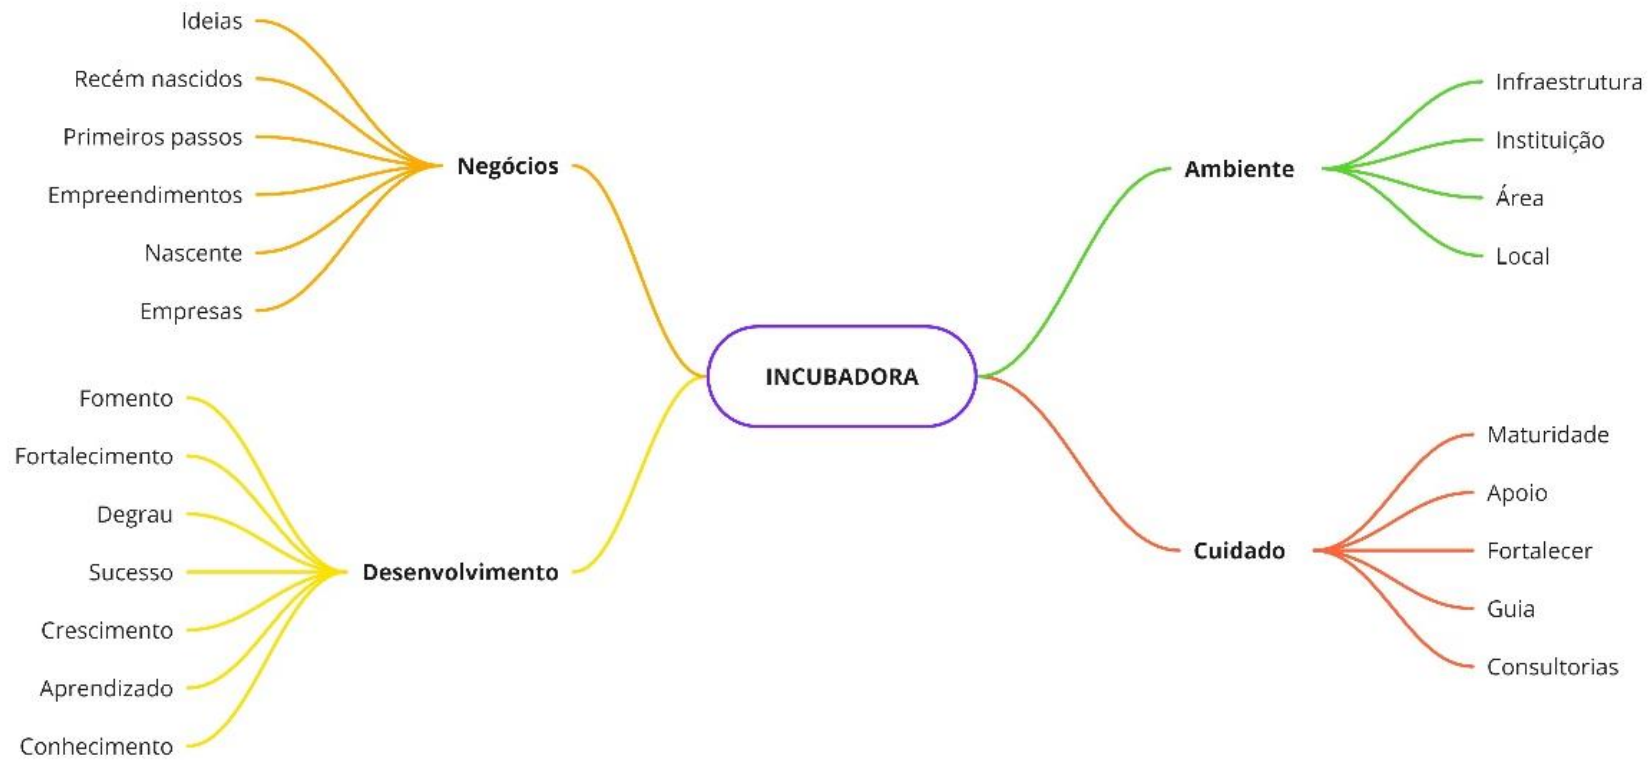 Ideias
Recém nascidos
Primeiros passos
Empreendimentos
Nascente
Empresas
Negócios
Fomento
Fortalecimento
Degrau
Sucesso
Crescimento
Aprendizado
Conhecimento
Desenvolvimento
INCUBADORA
Ambiente
Infraestrutura
Instituição
Área
Local
Cuidado
Maturidade
Apoio
Fortalecer
Guia
Consultorias